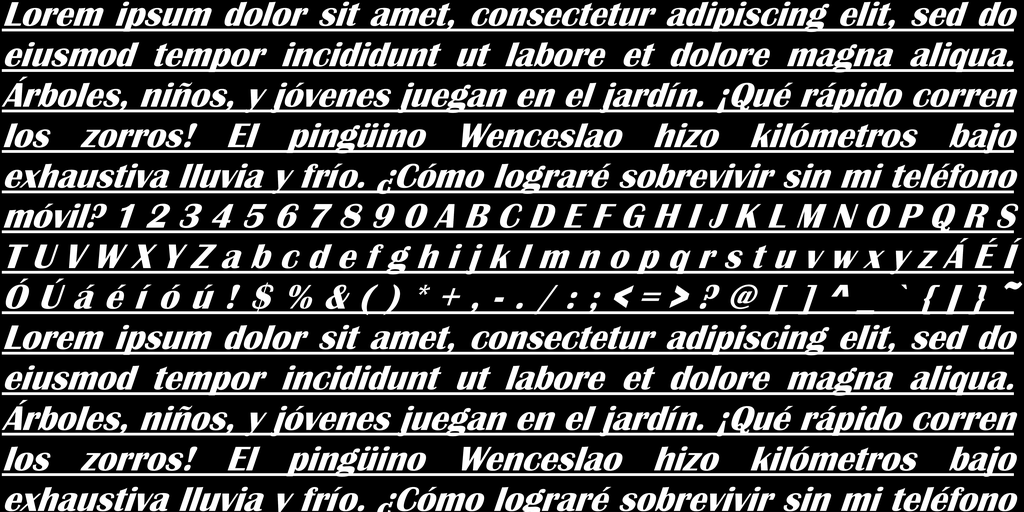 Lorem ipsum dolor sit amet, consectetur adipiscing elit, sed do
eiusmod tempor incididunt ut labore et dolore magna aliqua.
Árboles, niños, y jóvenes juegan en el jardín. ¡Qué rápido corren
los zorros! El pingüino Wenceslao hizo kilómetros bajo
exhaustiva lluvia y frío. ¿Cómo lograré sobrevivir sin mi teléfono
móvil? 1 2 3 4 5 6 7 8 9 0 A B C D E F G H I J K L M N O P Q R S
T U V W X Y Z a b c d e f g h i j k l m n o p q r s t u v w x y z Á É Í
Ó Ú á é í ó ú ! $ % & ( ) * + , - . / : ; < = > ? @ [ ] ^ _ ` { | } ~
Lorem ipsum dolor sit amet, consectetur adipiscing elit, sed do
eiusmod tempor incididunt ut labore et dolore magna aliqua.
Árboles, niños, y jóvenes juegan en el jardín. ¡Qué rápido corren
los zorros! El pingüino Wenceslao hizo kilómetros bajo
exhaustiva lluvia y frío. ¿Cómo lograré sobrevivir sin mi teléfono